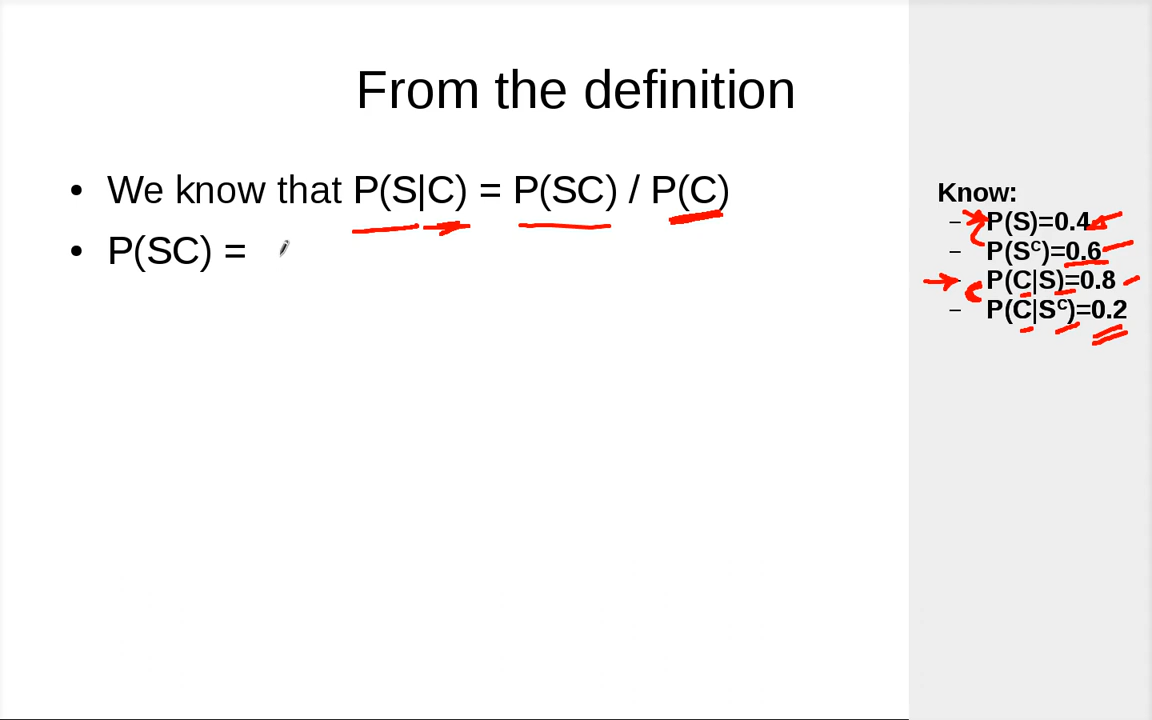 From the definition
• We know that P(S|C) = P(SC) / P(C)
• P(SC) =
Know:
– P(S)=0.4
– P(Sᶜ)=0.6
– P(C|S)=0.8
– P(C|Sᶜ)=0.2